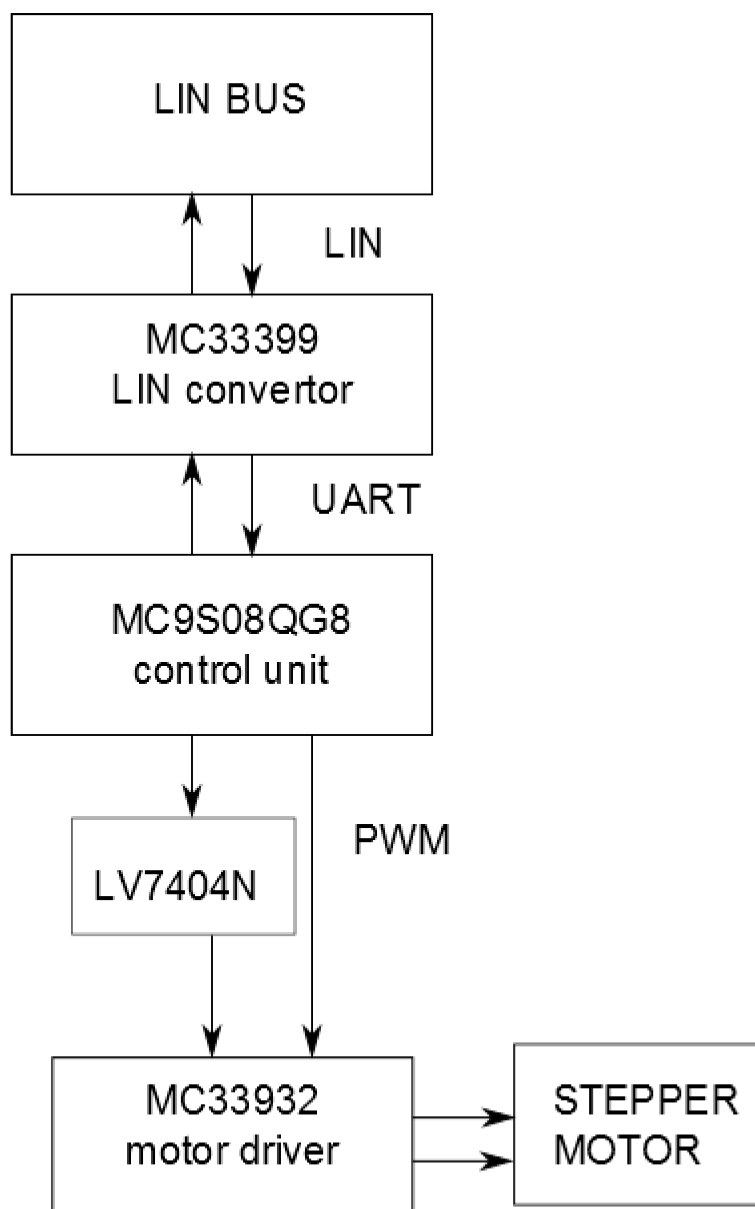 LIN BUS
LIN
MC33399
LIN convertor
UART
MC9S08QG8
control unit
PWM
LV7404N
MC33932
motor driver
STEPPER
MOTOR